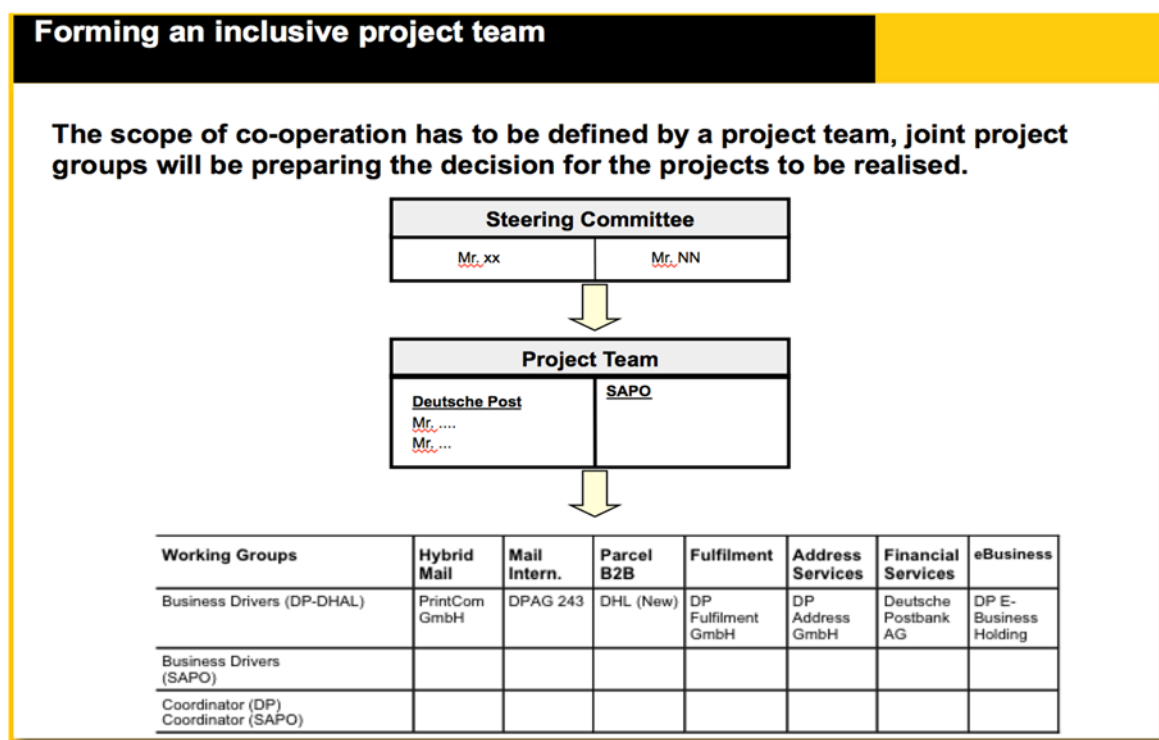 Forming an inclusive project team
The scope of co-operation has to be defined by a project team, joint project
groups will be preparing the decision for the projects to be realised.
Steering Committee
Mr. xx Mr. NN
Project Team
Deutsche Post SAPO
Mr. ....
Mr. ...
Working Groups Hybrid Mail Mail Intern. Parcel B2B Fulfilment Address Services Financial Services eBusiness
Business Drivers (DP-DHAL) PrintCom GmbH DPAG 243 DHL (New) DP Fulfilment GmbH DP Address GmbH Deutsche Postbank AG DP E-Business Holding
Business Drivers
(SAPO)
Coordinator (DP)
Coordinator (SAPO)